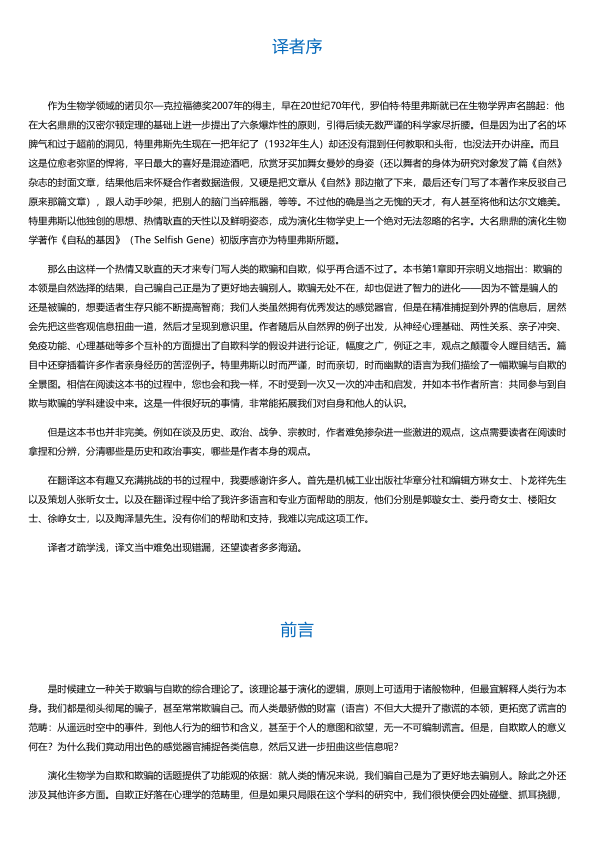 译者序
作为生物学领域的诺贝尔—克拉福德奖2007年的得主，早在20世纪70年代，罗伯特·特里弗斯就已在生物学界声名鹊起：他
在大名鼎鼎的汉密尔顿定理的基础上进一步提出了六条爆炸性的原则，引得后续无数严谨的科学家尽折腰。但是因为出了名的坏
脾气和过于超前的洞见，特里弗斯先生现在一把年纪了（1932年生人）却还没有混到任何教职和头衔，也没法开办讲座。而且
这是位愈老弥坚的悍将，平日最大的喜好是混迹酒吧，欣赏牙买加舞女曼妙的身姿（还以舞者的身体为研究对象发了篇《自然》
杂志的封面文章，结果他后来怀疑合作者数据造假，又硬是把文章从《自然》那边撤了下来，最后还专门写了本著作来反驳自己
原来那篇文章），跟人动手吵架，把别人的脑门当碎瓶器，等等。不过他的确是当之无愧的天才，有人甚至将他和达尔文媲美。
特里弗斯以他独创的思想、热情耿直的天性以及鲜明姿态，成为演化生物学史上一个绝对无法忽略的名字。大名鼎鼎的演化生物
学著作《自私的基因》（The Selfish Gene）初版序言亦为特里弗斯所题。
那么由这样一个热情又耿直的天才来专门写人类的欺骗和自欺，似乎再合适不过了。本书第1章即开宗明义地指出：欺骗的
本领是自然选择的结果，自己骗自己正是为了更好地去骗别人。欺骗无处不在，却也促进了智力的进化——因为不管是骗人的
还是被骗的，想要适者生存只能不断提高智商；我们人类虽然拥有优秀发达的感觉器官，但是在精准捕捉到外界的信息后，居然
会先把这些客观信息扭曲一道，然后才呈现到意识里。作者随后从自然界的例子出发，从神经心理基础、两性关系、亲子冲突、
免疫功能、心理基础等多个互补的方面提出了自欺科学的假设并进行论证，幅度之广，例证之丰，观点之颠覆令人瞠目结舌。篇
目中还穿插着许多作者亲身经历的苦涩例子。特里弗斯以时而严谨，时而亲切，时而幽默的语言为我们描绘了一幅欺骗与自欺的
全景图。相信在阅读这本书的过程中，您也会和我一样，不时受到一次又一次的冲击和启发，并如本书作者所言：共同参与到自
欺与欺骗的学科建设中来。这是一件很好玩的事情，非常能拓展我们对自身和他人的认识。
但是这本书也并非完美。例如在谈及历史、政治、战争、宗教时，作者难免掺杂进一些激进的观点，这点需要读者在阅读时
拿捏和分辨，分清哪些是历史和政治事实，哪些是作者本身的观点。
在翻译这本有趣又充满挑战的书的过程中，我要感谢许多人。首先是机械工业出版社华章分社和编辑方琳女士、卜龙祥先生
以及策划人张昕女士。以及在翻译过程中给了我许多语言和专业方面帮助的朋友，他们分别是郭璇女士、娄丹奇女士、楼阳女
士、徐峥女士，以及陶泽慧先生。没有你们的帮助和支持，我难以完成这项工作。
译者才疏学浅，译文当中难免出现错漏，还望读者多多海涵。
前言
是时候建立一种关于欺骗与自欺的综合理论了。该理论基于演化的逻辑，原则上可适用于诸般物种，但最宜解释人类行为本
身。我们都是彻头彻尾的骗子，甚至常常欺骗自己。而人类最骄傲的财富（语言）不但大大提升了撒谎的本领，更拓宽了谎言的
范畴：从遥远时空中的事件，到他人行为的细节和含义，甚至于个人的意图和欲望，无一不可编制谎言。但是，自欺欺人的意义
何在？为什么我们竟动用出色的感觉器官捕捉各类信息，然后又进一步扭曲这些信息呢？
演化生物学为自欺和欺骗的话题提供了功能观的依据：就人类的情况来说，我们骗自己是为了更好地去骗别人。除此之外还
涉及其他许多方面。自欺正好落在心理学的范畴里，但是如果只局限在这个学科的研究中，我们很快便会四处碰壁、抓耳挠腮，